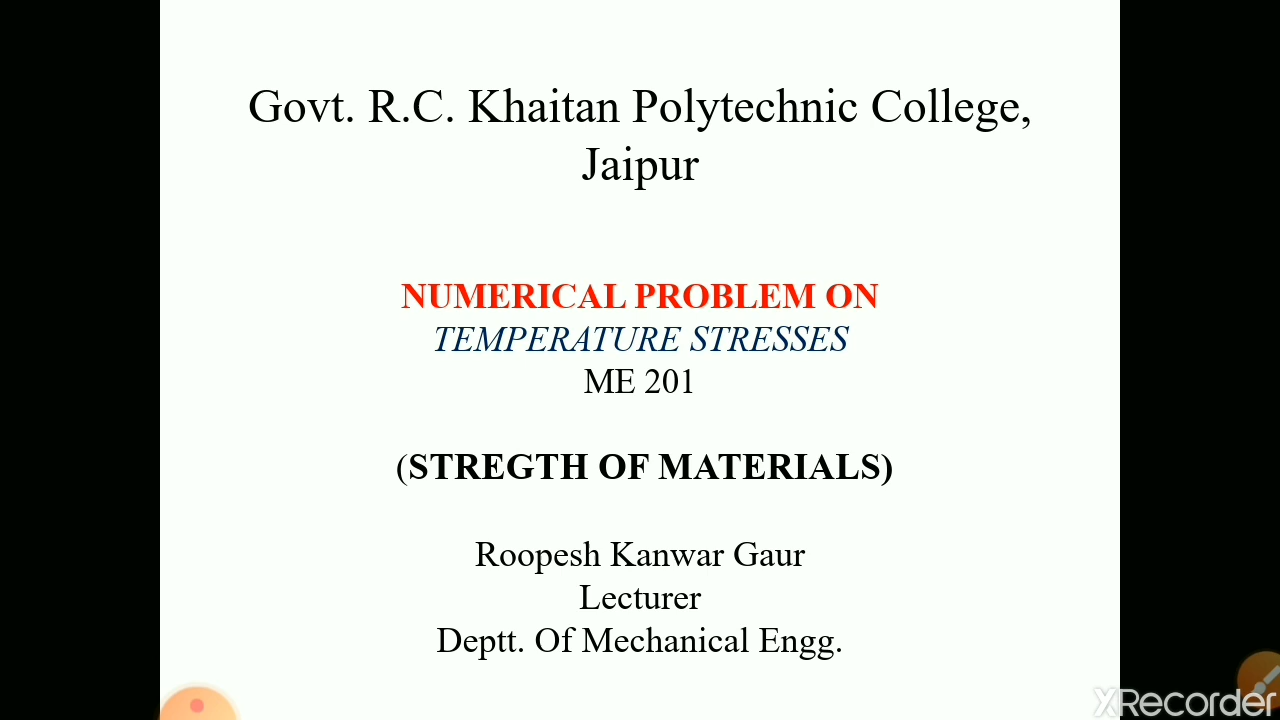 Govt. R.C. Khaitan Polytechnic College,
Jaipur
NUMERICAL PROBLEM ON
TEMPERATURE STRESSES
ME 201
(STREGTH OF MATERIALS)
Roopesh Kanwar Gaur
Lecturer
Deptt. Of Mechanical Engg.
XRecorder